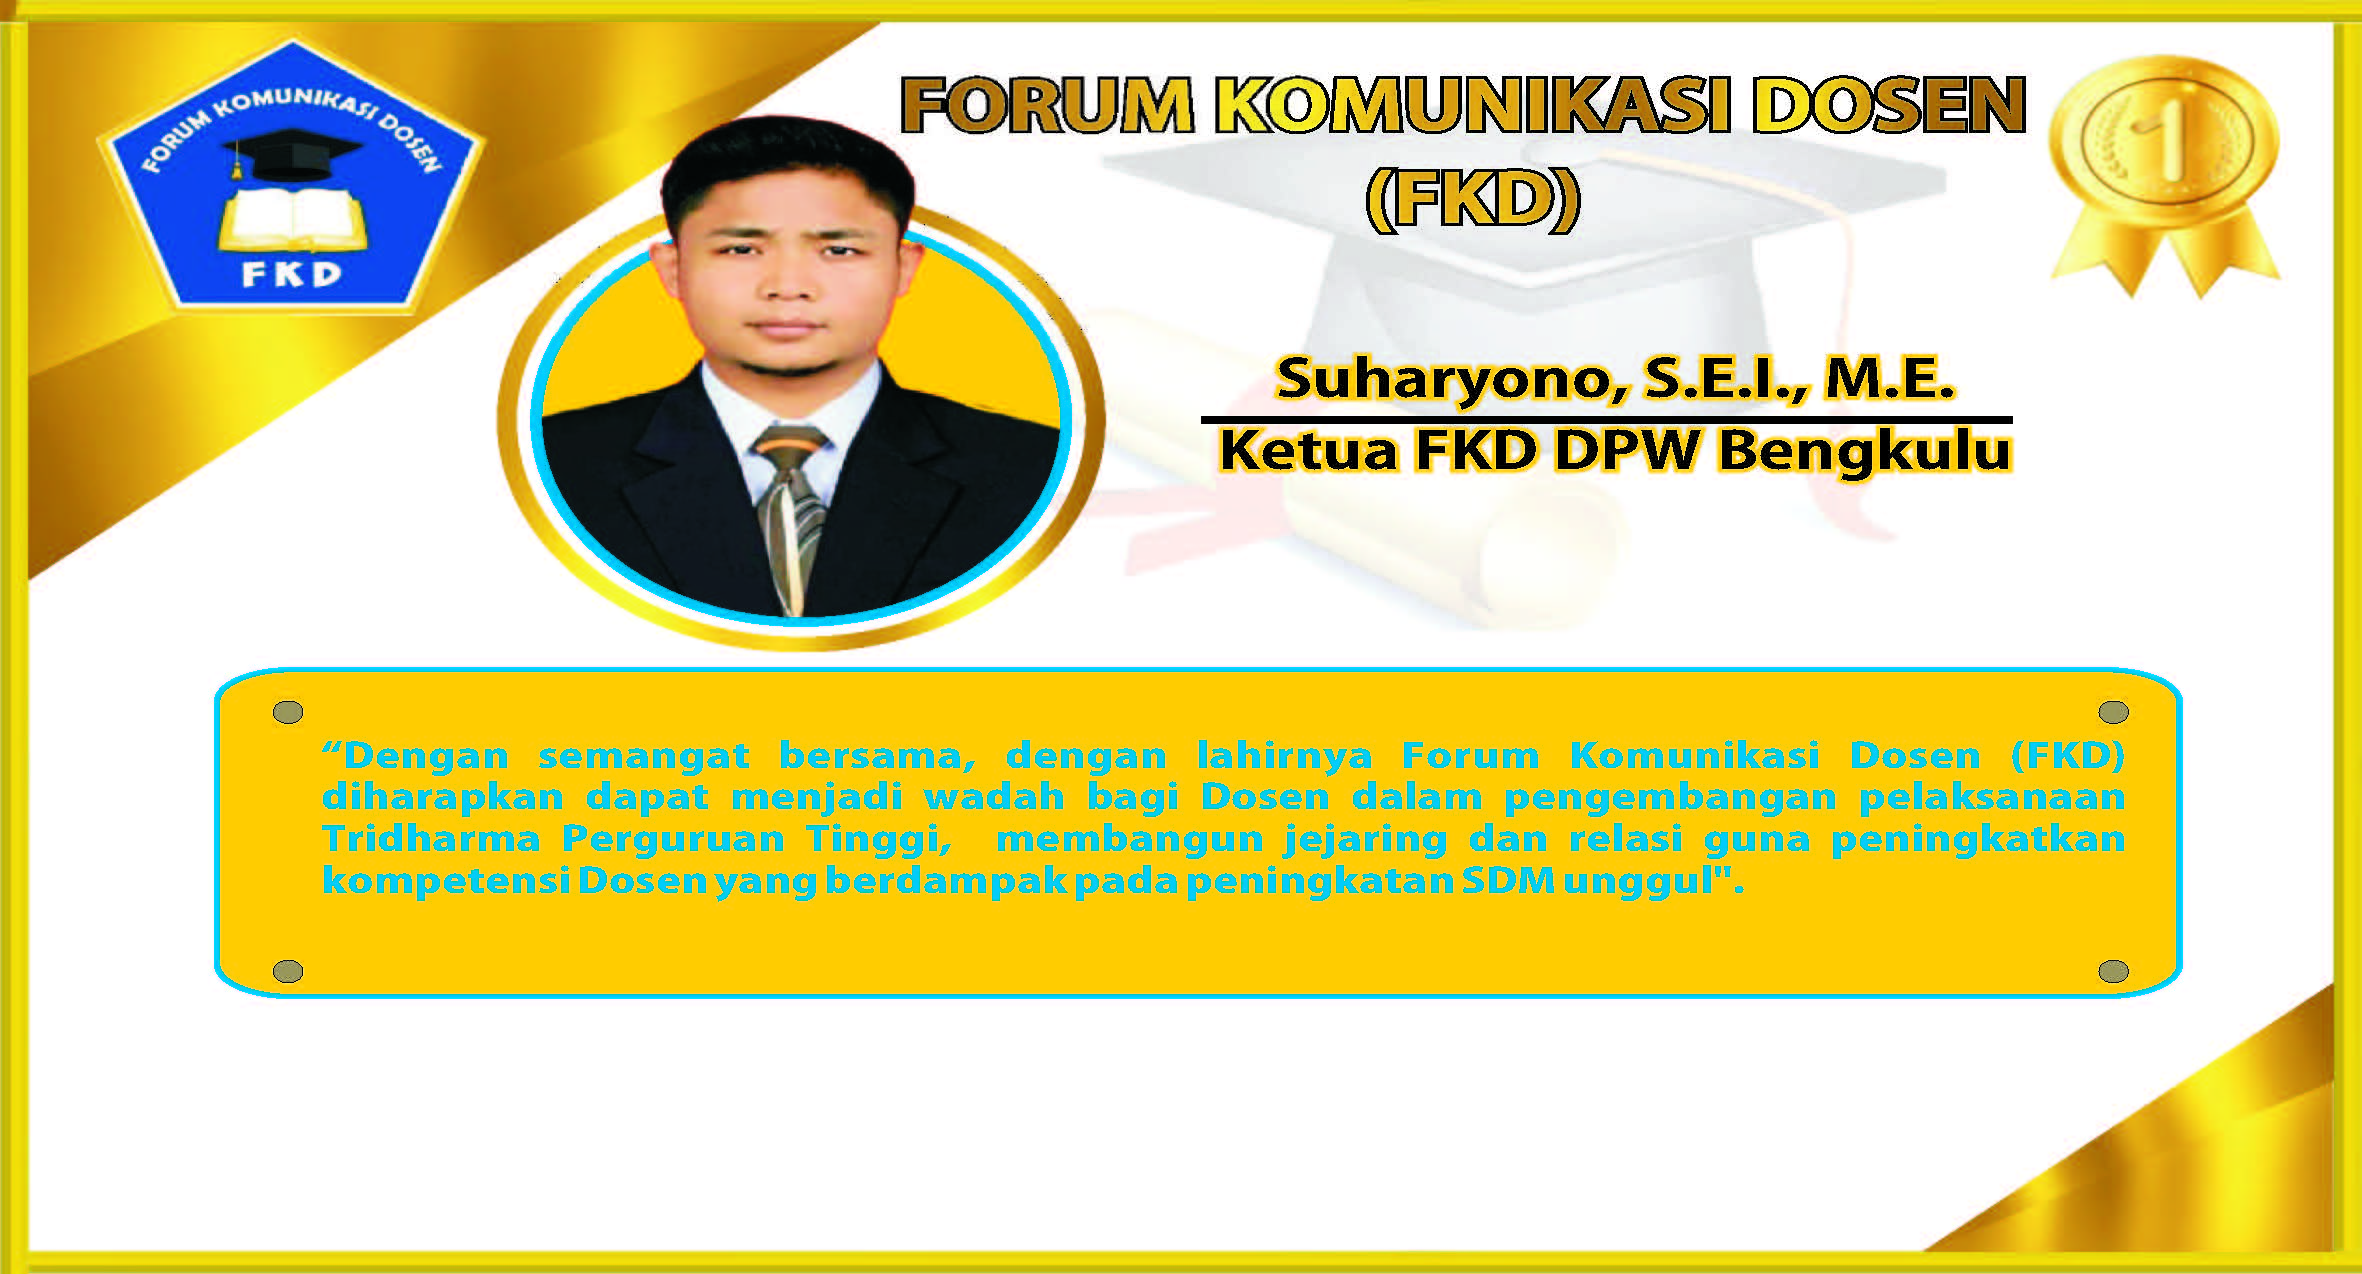 FORUM KOMUNIKASI DOSEN
FKD
FORUM KOMUNIKASI DOSEN
(FKD)
1
Suharyono, S.E.I., M.E.
Ketua FKD DPW Bengkulu
“Dengan semangat bersama, dengan lahirnya Forum Komunikasi Dosen (FKD)
diharapkan dapat menjadi wadah bagi Dosen dalam pengembangan pelaksanaan
Tridharma Perguruan Tinggi, membangun jejaring dan relasi guna peningkatkan
kompetensi Dosen yang berdampak pada peningkatan SDM unggul".